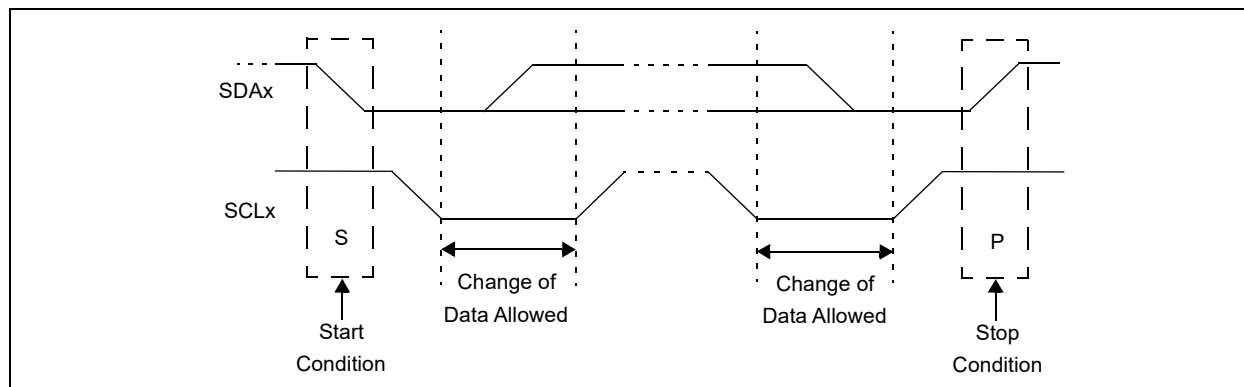 SDAx
SCLx
S
P
Change of
Data Allowed
Change of
Data Allowed
Start
Condition
Stop
Condition